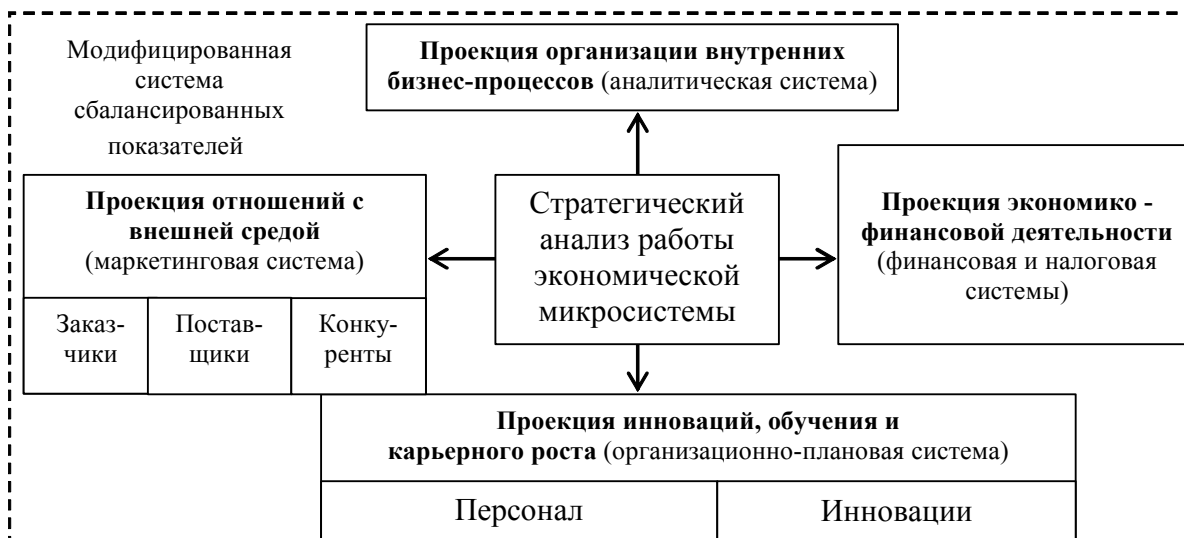 Модифицированная
система
сбалансированных
показателей
Проекция организации внутренних
бизнес-процессов (аналитическая система)
Проекция отношений с
внешней средой
(маркетинговая система)
Заказ-
чики
Постав-
щики
Конку-
ренты
Стратегический
анализ работы
экономической
микросистемы
Проекция экономико -
финансовой деятельности
(финансовая и налоговая
системы)
Проекция инноваций, обучения и
карьерного роста (организационно-плановая система)
Персонал
Инновации